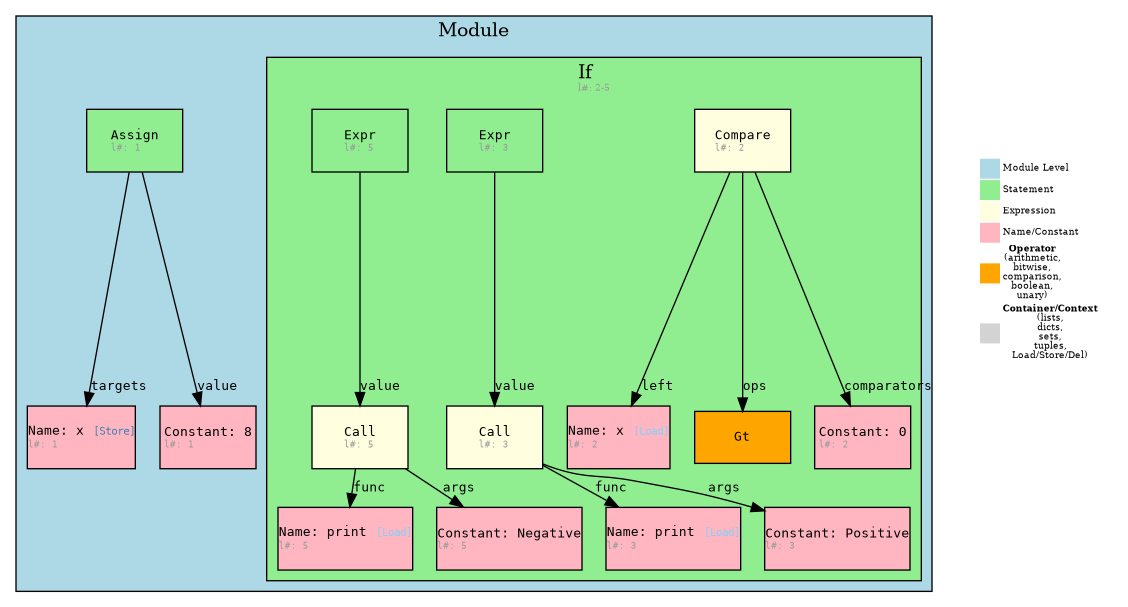 Module
If
l#: 2-5
Assign
l#: 1
Expr
l#: 5
Expr
l#: 3
Compare
l#: 2
targets
value
value
value
left
ops
comparators
Name: x [Store]
l#: 1
Constant: 8
l#: 1
Call
l#: 5
Call
l#: 3
Name: x [Load]
l#: 2
Gt
Constant: 0
l#: 2
func
args
func
args
Name: print [Load]
l#: 5
Constant: Negative
l#: 5
Name: print [Load]
l#: 3
Constant: Positive
l#: 3
Module Level
Statement
Expression
Name/Constant
Operator
(arithmetic,
bitwise,
comparison,
boolean,
unary)
Container/Context
(lists,
dicts,
sets,
tuples,
Load/Store/Del)